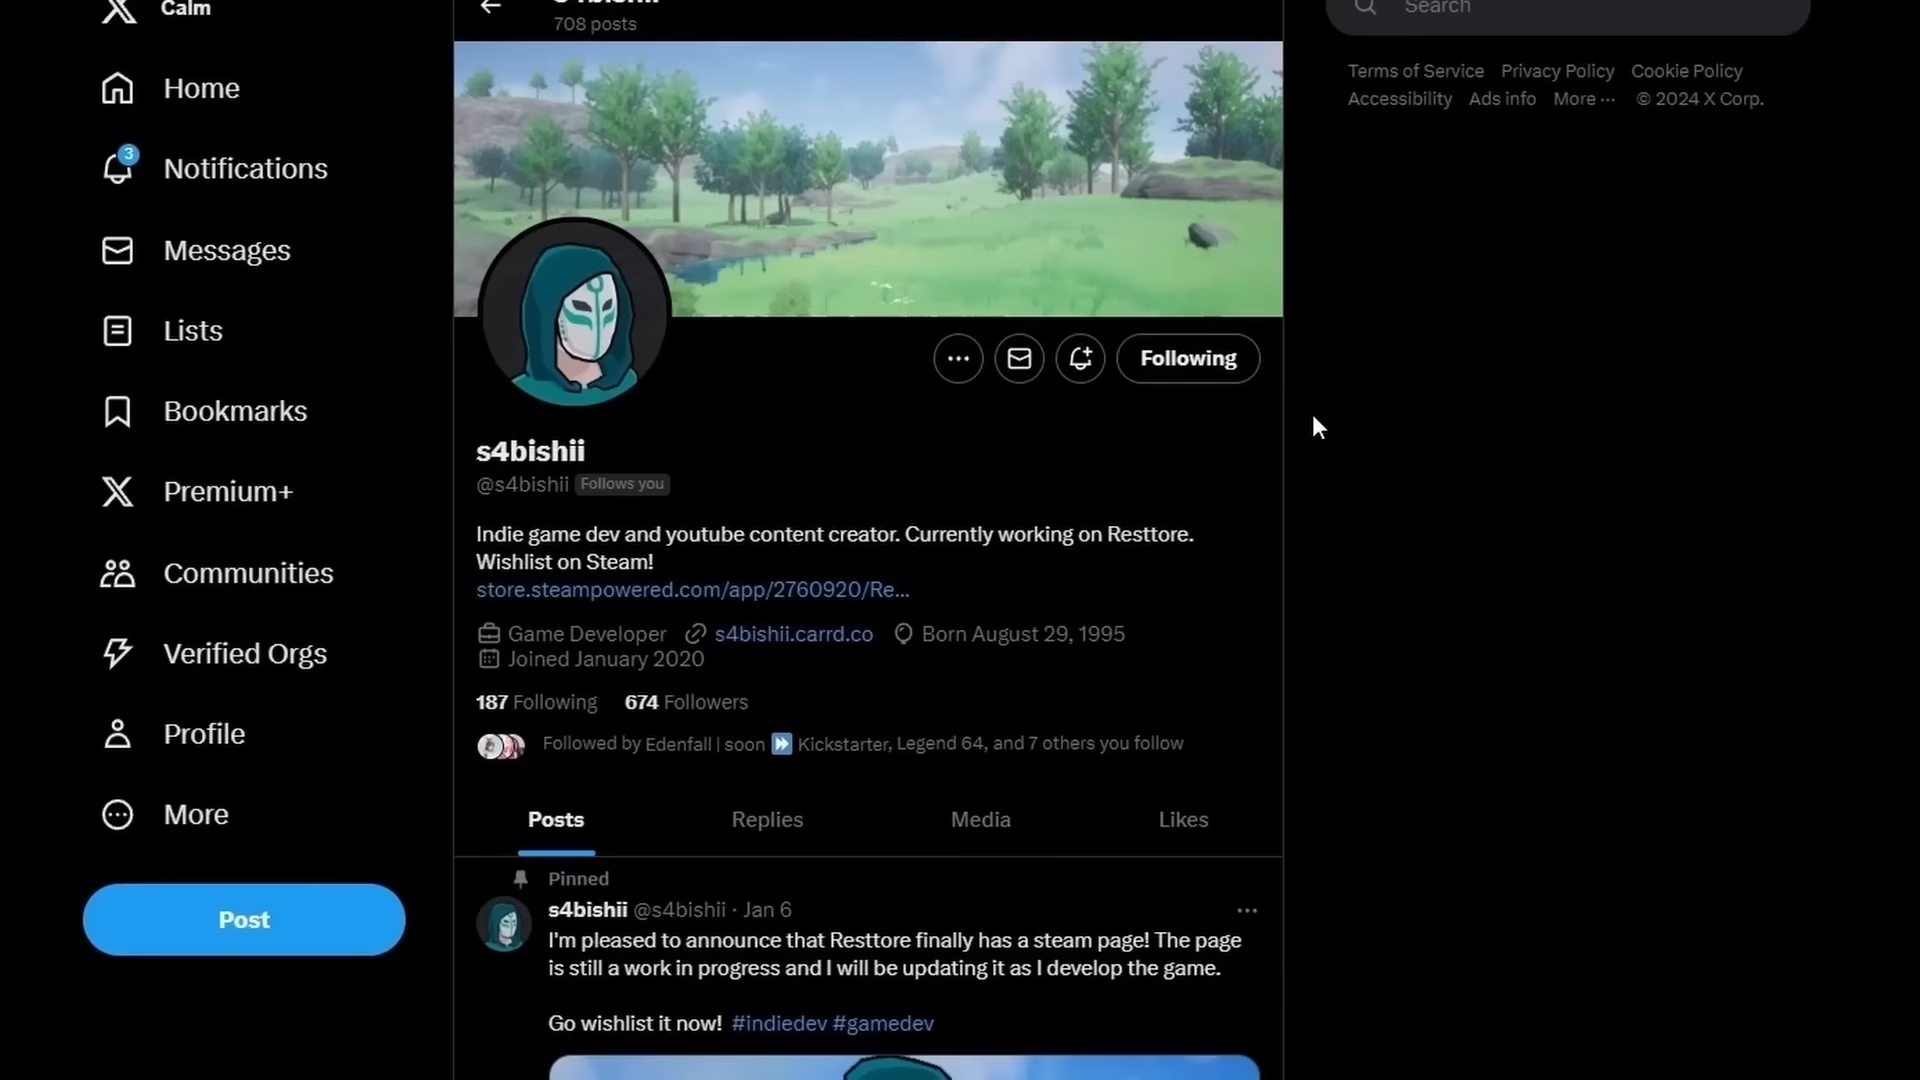 Calm
Home
3
Notifications
Messages
Lists
Bookmarks
Premium+
Communities
Verified Orgs
Profile
More
Post
708 posts
Following
s4bishii
@s4bishii Follows you
Indie game dev and youtube content creator. Currently working on Resttore.
Wishlist on Steam!
store.steampowered.com/app/2760920/Re...
Game Developer s4bishii.carrd.co Born August 29, 1995
Joined January 2020
187 Following 674 Followers
Followed by Edenfall | soon ⏩ Kickstarter, Legend 64, and 7 others you follow
Posts Replies Media Likes
Pinned
s4bishii @s4bishii · Jan 6
I'm pleased to announce that Resttore finally has a steam page! The page
is still a work in progress and I will be updating it as I develop the game.
Go wishlist it now! #indiedev #gamedev
Search
Terms of Service Privacy Policy Cookie Policy
Accessibility Ads info More ··· © 2024 X Corp.